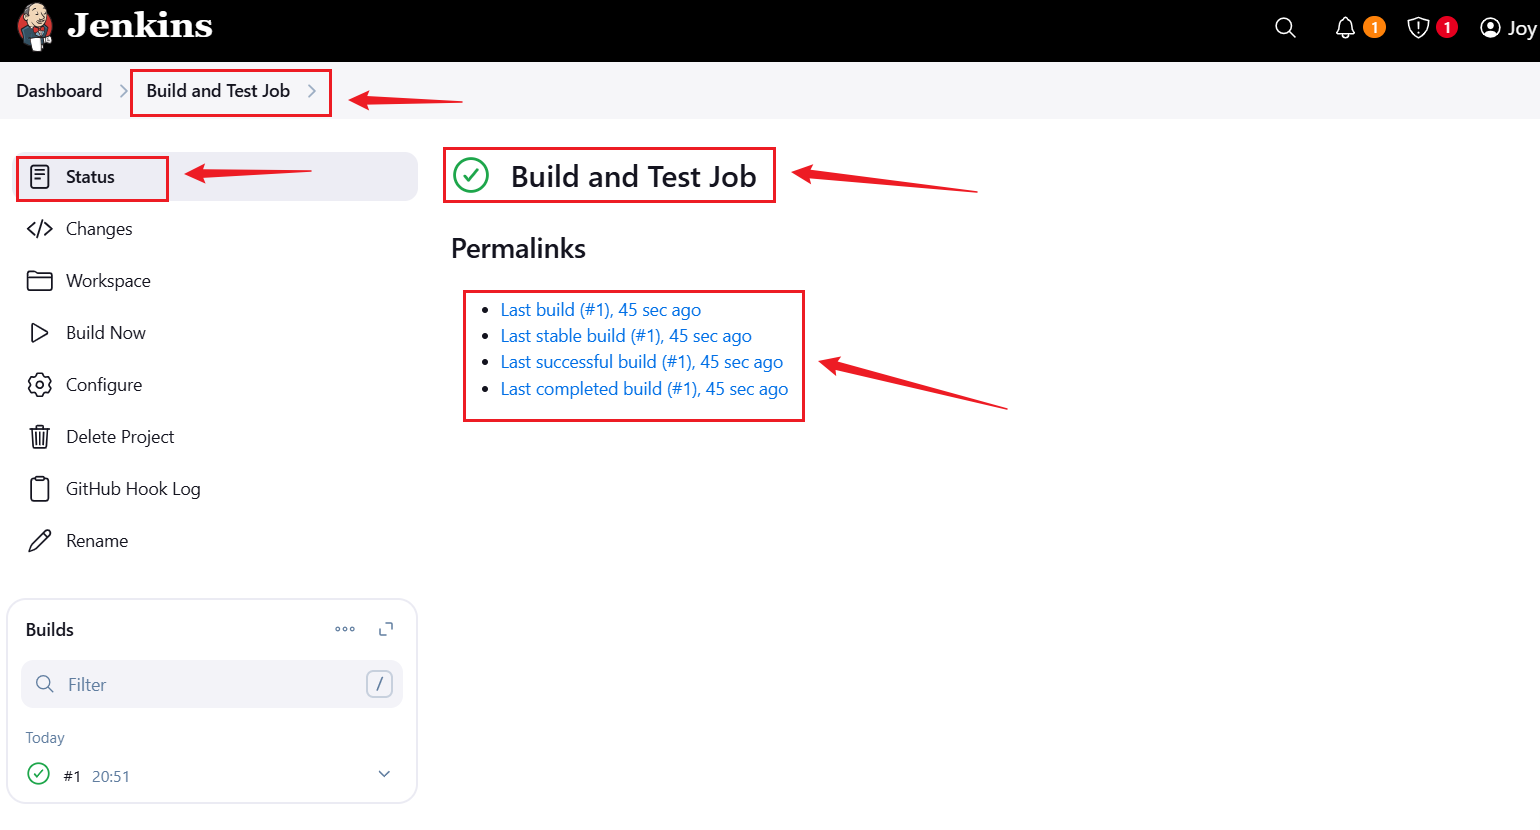 Jenkins
1
1
Joy
Dashboard
Build and Test Job
Status
Changes
Workspace
Build Now
Configure
Delete Project
GitHub Hook Log
Rename
Builds
Filter
/
Today
#1 20:51
Build and Test Job
Permalinks
Last build (#1), 45 sec ago
Last stable build (#1), 45 sec ago
Last successful build (#1), 45 sec ago
Last completed build (#1), 45 sec ago